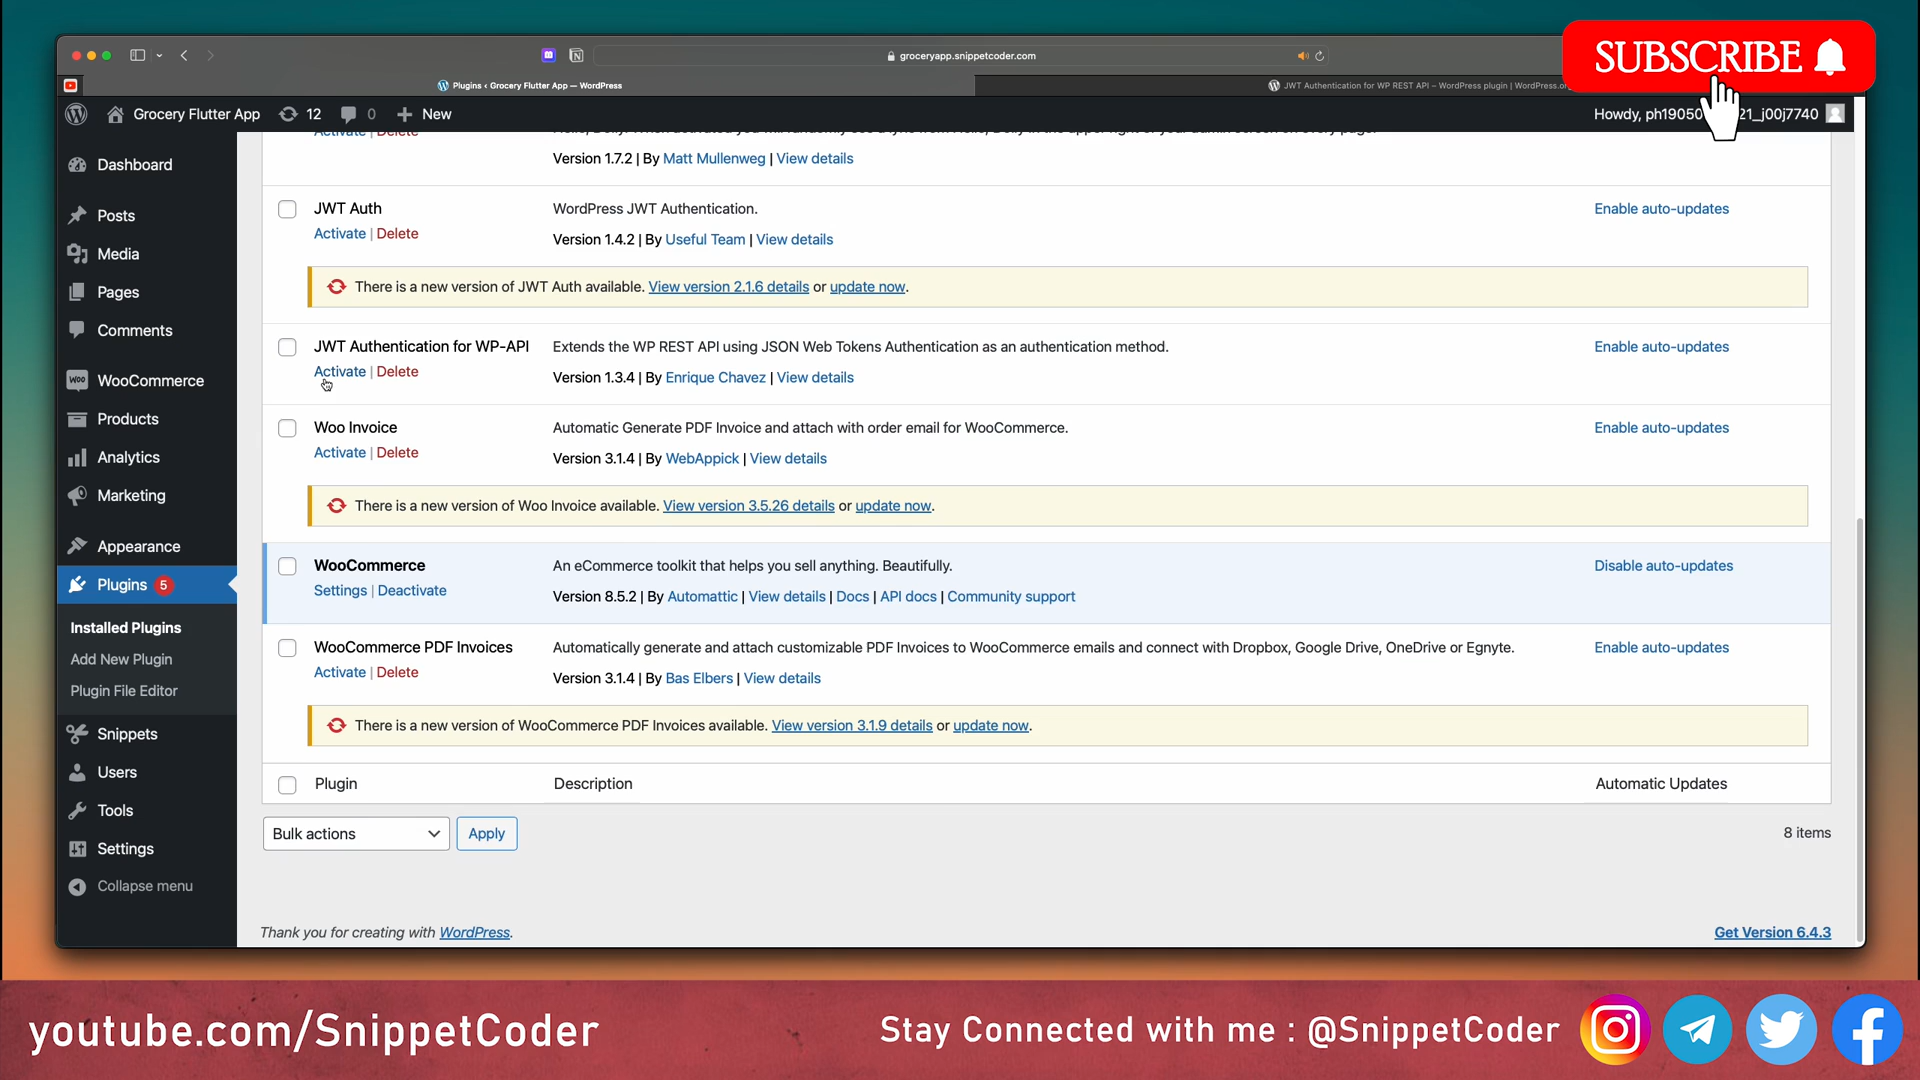 SUBSCRIBE
groceryapp.snippetcoder.com
Plugins ‹ Grocery Flutter App — WordPress
JWT Authentication for WP REST API – WordPress plugin | WordPress.org
Grocery Flutter App 12 0 New
Howdy, ph19050 21_j00j7740
Dashboard
Posts
Media
Pages
Comments
WooCommerce
Products
Analytics
Marketing
Appearance
Plugins 5
Installed Plugins
Add New Plugin
Plugin File Editor
Snippets
Users
Tools
Settings
Collapse menu
Activate | Delete
Version 1.7.2 | By Matt Mullenweg | View details
JWT Auth WordPress JWT Authentication. Enable auto-updates
Activate | Delete
Version 1.4.2 | By Useful Team | View details
There is a new version of JWT Auth available. View version 2.1.6 details or update now.
JWT Authentication for WP-API Extends the WP REST API using JSON Web Tokens Authentication as an authentication method. Enable auto-updates
Activate | Delete
Version 1.3.4 | By Enrique Chavez | View details
Woo Invoice Automatic Generate PDF Invoice and attach with order email for WooCommerce. Enable auto-updates
Activate | Delete
Version 3.1.4 | By WebAppick | View details
There is a new version of Woo Invoice available. View version 3.5.26 details or update now.
WooCommerce An eCommerce toolkit that helps you sell anything. Beautifully. Disable auto-updates
Settings | Deactivate
Version 8.5.2 | By Automattic | View details | Docs | API docs | Community support
WooCommerce PDF Invoices Automatically generate and attach customizable PDF Invoices to WooCommerce emails and connect with Dropbox, Google Drive, OneDrive or Egnyte. Enable auto-updates
Activate | Delete
Version 3.1.4 | By Bas Elbers | View details
There is a new version of WooCommerce PDF Invoices available. View version 3.1.9 details or update now.
Plugin Description Automatic Updates
Bulk actions Apply 8 items
Thank you for creating with WordPress. Get Version 6.4.3
youtube.com/SnippetCoder Stay Connected with me : @SnippetCoder